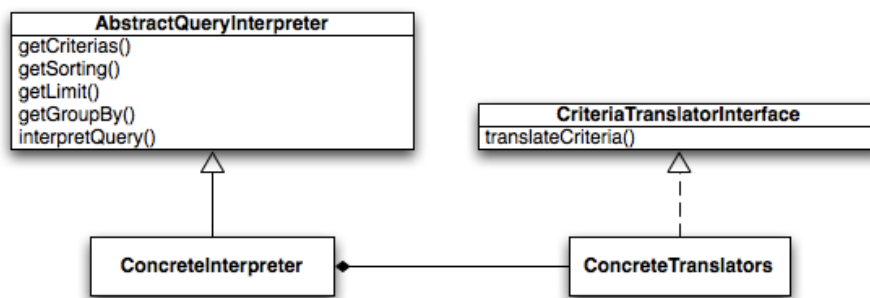 AbstractQueryInterpreter
getCriterias()
getSorting()
getLimit()
getGroupBy()
interpretQuery()
CriteriaTranslatorInterface
translateCriteria()
ConcreteInterpreter
ConcreteTranslators